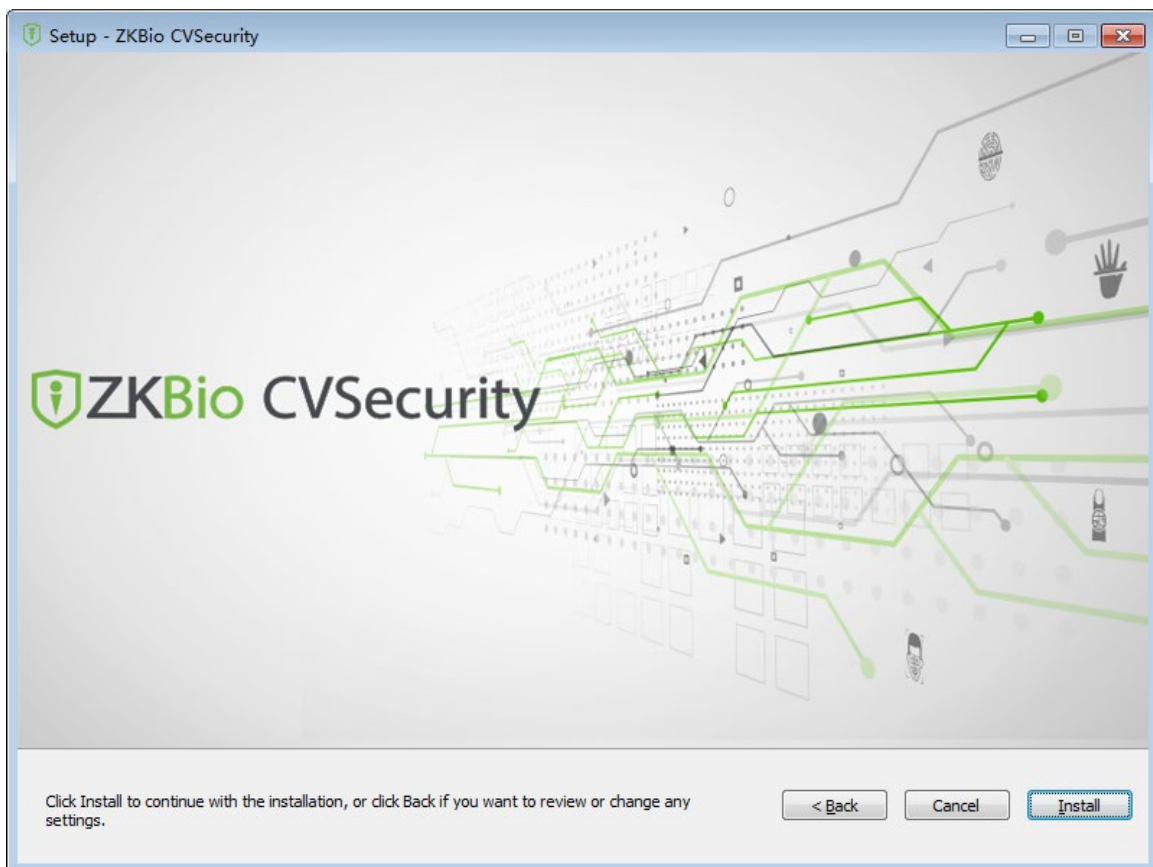 Setup - ZKBio CVSecurity
ZKBio CVSecurity
Click Install to continue with the installation, or click Back if you want to review or change any
settings.
< Back
Cancel
Install